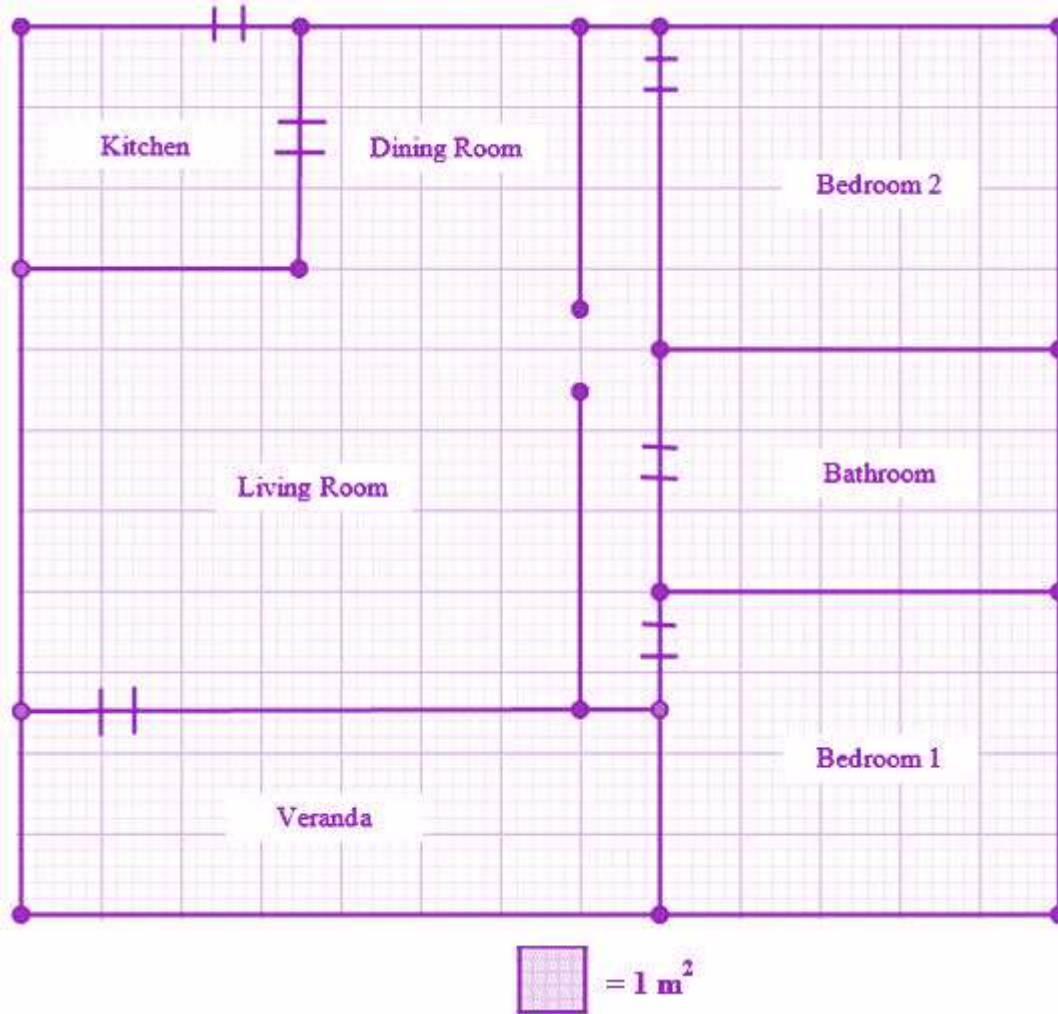 Kitchen
Dining Room
Bedroom 2
Living Room
Bathroom
Bedroom 1
Veranda
= 1 m²